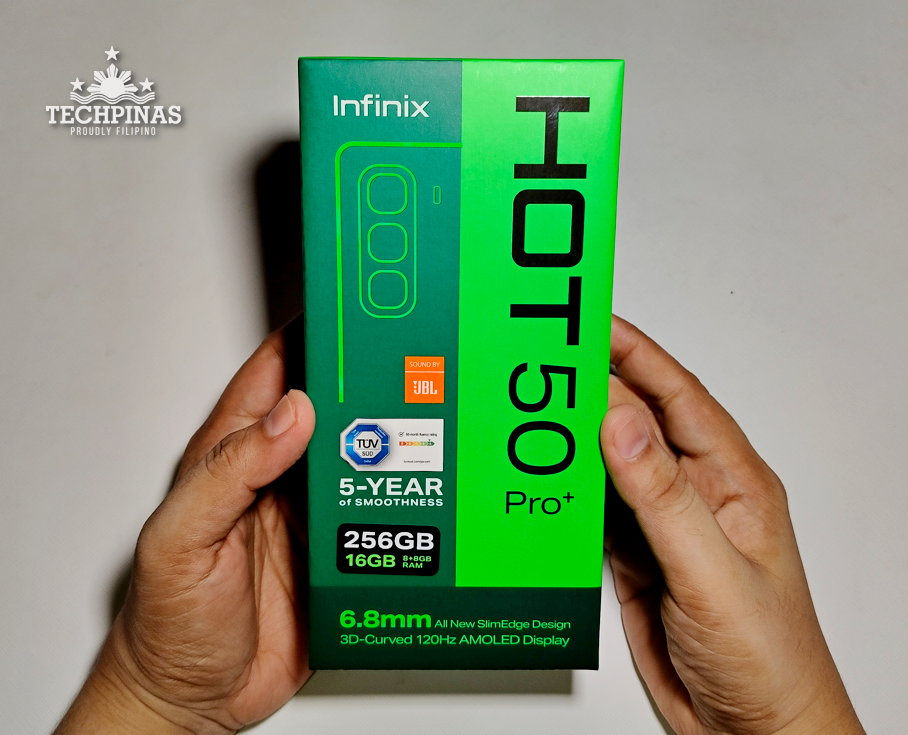 TECHPINAS
PROUDLY FILIPINO
Infinix
HOT 50
Pro+
SOUND BY
JBL
TÜV
SÜD
5-YEAR
of SMOOTHNESS
256GB
16GB 8+8GB RAM
6.8mm All New SlimEdge Design
3D-Curved 120Hz AMOLED Display